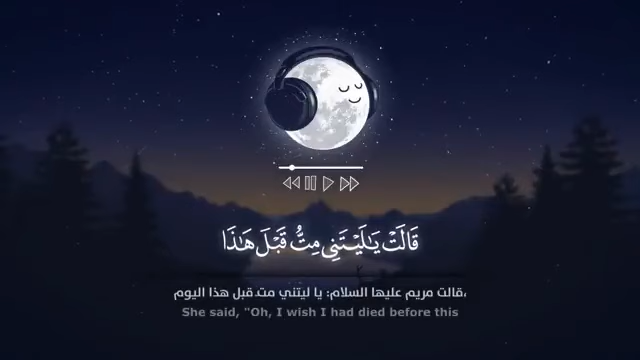 قَالَتْ يَـٰلَيْتَنِى مِتُّ قَبْلَ هَـٰذَا
قالت مريم عليها السلام: يا ليتني مت قبل هذا اليوم،
She said, "Oh, I wish I had died before this